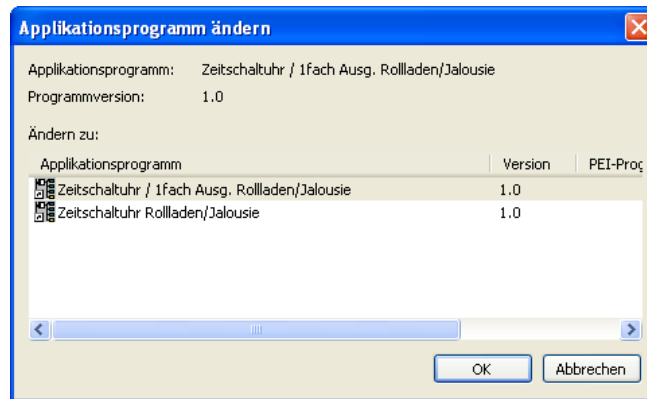 Applikationsprogramm ändern
Applikationsprogramm: Zeitschaltuhr / 1fach Ausg. Rollladen/Jalousie
Programmversion: 1.0
Ändern zu:
Applikationsprogramm Version PEI-Prog
Zeitschaltuhr / 1fach Ausg. Rollladen/Jalousie 1.0
Zeitschaltuhr Rollladen/Jalousie 1.0
OK Abbrechen